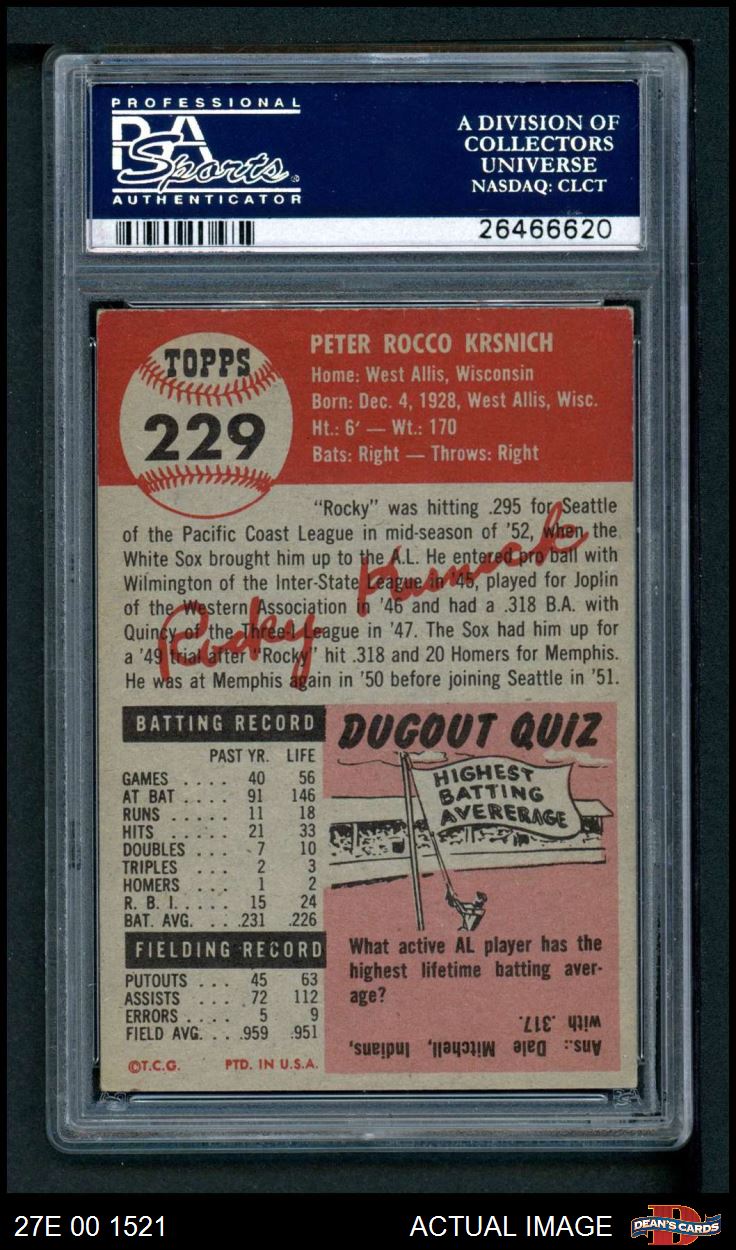 PROFESSIONAL
PSA
Sports
AUTHENTICATOR
A DIVISION OF
COLLECTORS
UNIVERSE
NASDAQ: CLCT
26466620
TOPPS
229
PETER ROCCO KRSNICH
Home: West Allis, Wisconsin
Born: Dec. 4, 1928, West Allis, Wisc.
Ht.: 6' — Wt.: 170
Bats: Right — Throws: Right
"Rocky" was hitting .295 for Seattle
of the Pacific Coast League in mid-season of '52, when the
White Sox brought him up to the A.L. He entered pro ball with
Wilmington of the Inter-State League in '45, played for Joplin
of the Western Association in '46 and had a .318 B.A. with
Quincy of the Three-I League in '47. The Sox had him up for
a '49 trial after "Rocky" hit .318 and 20 Homers for Memphis.
He was at Memphis again in '50 before joining Seattle in '51.
Rocky Krsnich
BATTING RECORD
PAST YR. LIFE
GAMES .... 40 56
AT BAT .... 91 146
RUNS .... 11 18
HITS ..... 21 33
DOUBLES ... 7 10
TRIPLES ... 2 3
HOMERS ... 1 2
R. B. I. .... 15 24
BAT. AVG. .. .231 .226
FIELDING RECORD
PUTOUTS ... 45 63
ASSISTS .... 72 112
ERRORS .... 5 9
FIELD AVG. ... .959 .951
©T.C.G. PTD. IN U.S.A.
DUGOUT QUIZ
HIGHEST
BATTING
AVERERAGE
What active AL player has the
highest lifetime batting aver-
age?
Ans.: Dale Mitchell, Indians,
with .317.
27E 00 1521
ACTUAL IMAGE
D
DEAN'S CARDS